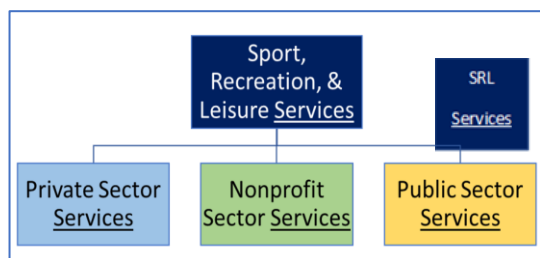 Sport,
Recreation, &
Leisure Services
SRL
Services
Private Sector
Services
Nonprofit
Sector Services
Public Sector
Services